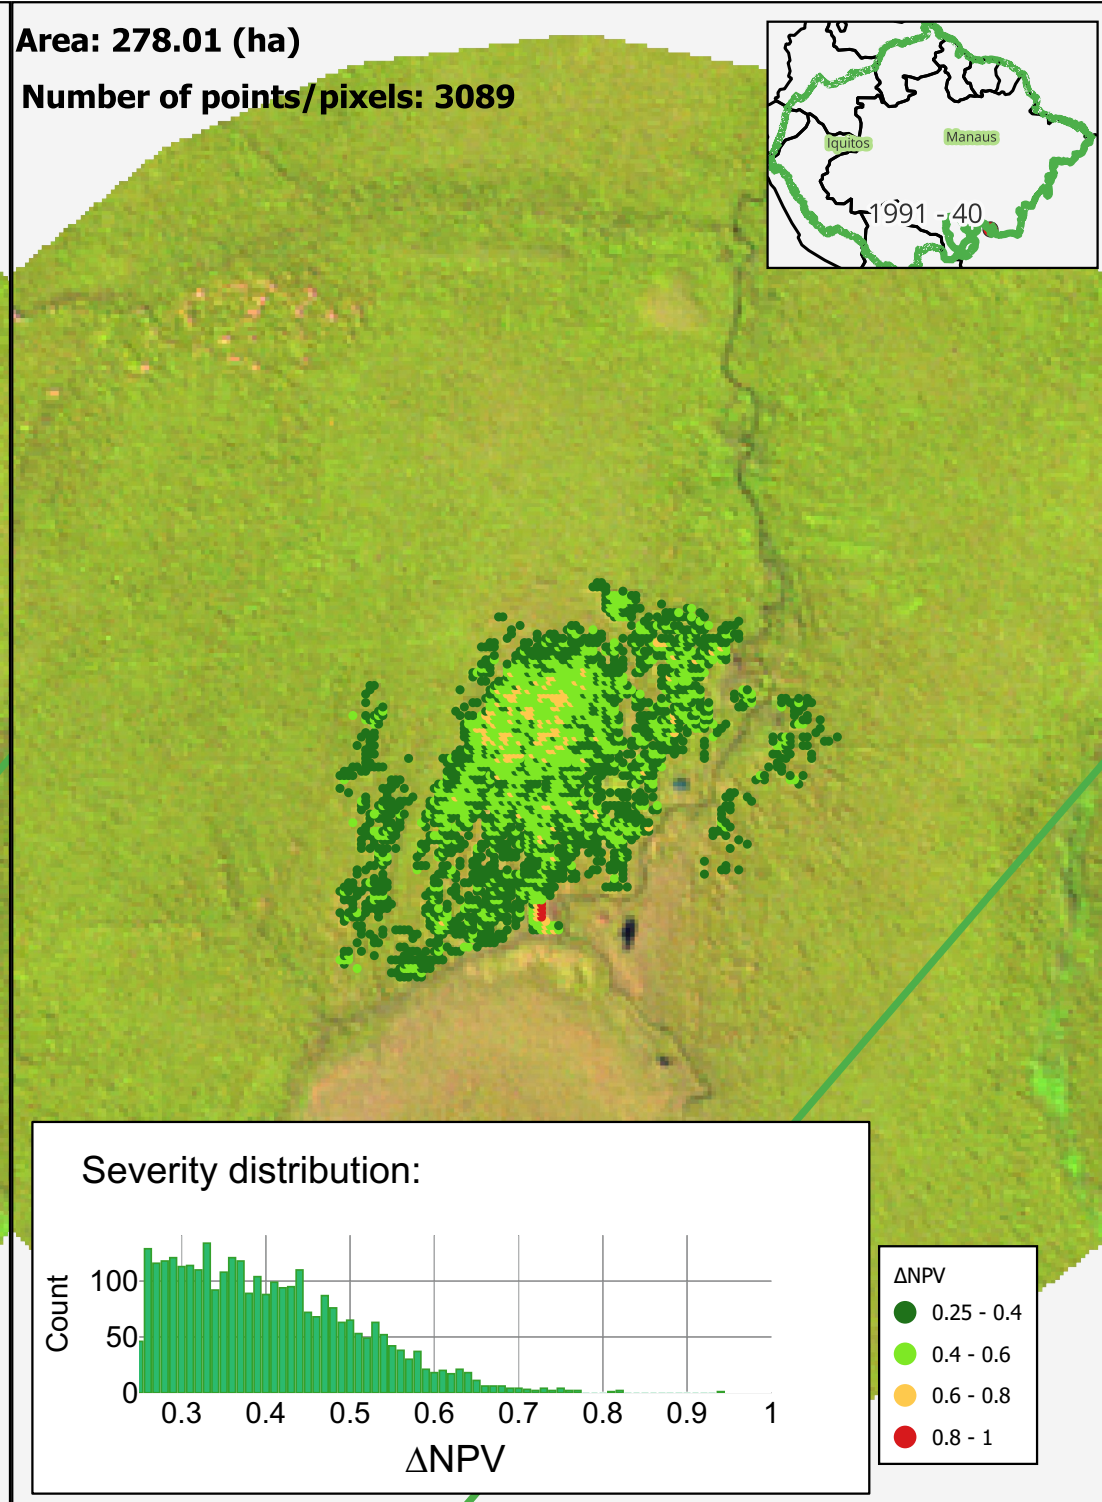 Area: 278.01 (ha)
Number of points/pixels: 3089
Iquitos
Manaus
1991 - 40
Severity distribution:
Count
100
50
0
0.3 0.4 0.5 0.6 0.7 0.8 0.9 1
ΔNPV
ΔNPV
0.25 - 0.4
0.4 - 0.6
0.6 - 0.8
0.8 - 1